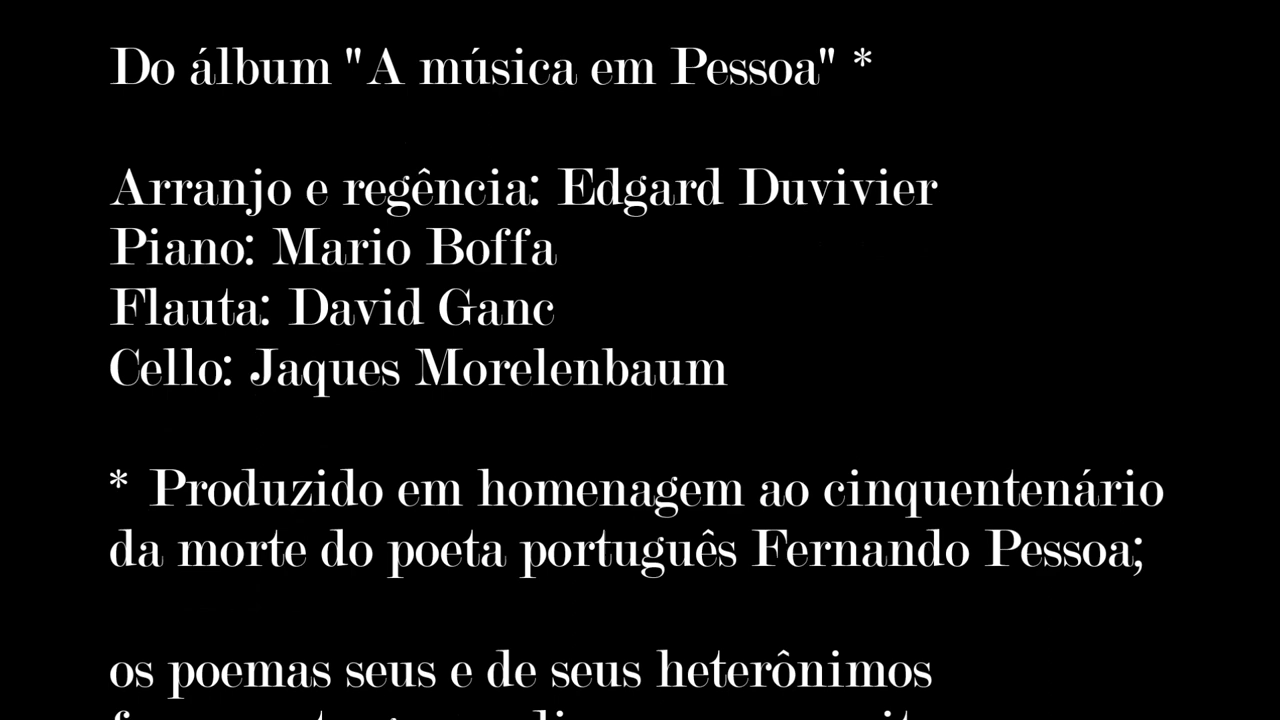 Do álbum "A música em Pessoa" *
Arranjo e regência: Edgard Duvivier
Piano: Mario Boffa
Flauta: David Ganc
Cello: Jaques Morelenbaum
* Produzido em homenagem ao cinquentenário
da morte do poeta português Fernando Pessoa;
os poemas seus e de seus heterônimos